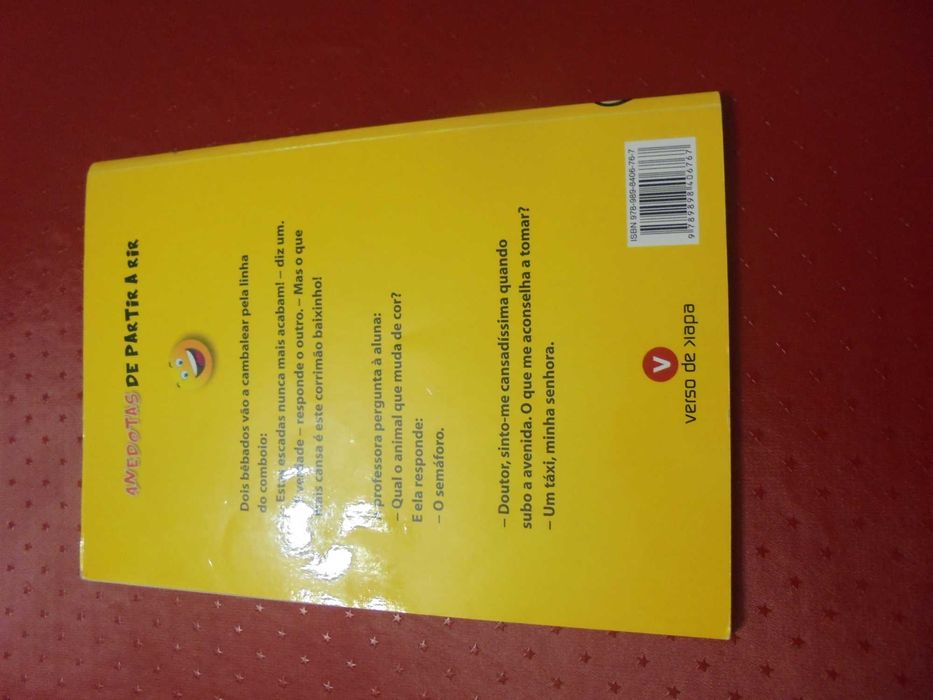 ANEDOTAS DE PARTIR A RIR
Dois bêbados vão a cambalear pela linha
do comboio:
– Estas escadas nunca mais acabam! – diz um.
verdade – responde o outro. – Mas o que
mais cansa é este corrimão baixinho!
professora pergunta à aluna:
– Qual o animal que muda de cor?
E ela responde:
– O semáforo.
– Doutor, sinto-me cansadíssima quando
subo a avenida. O que me aconselha a tomar?
– Um táxi, minha senhora.
V
verso de kapa
ISBN 978-989-8406-76-7
9 789898 406767